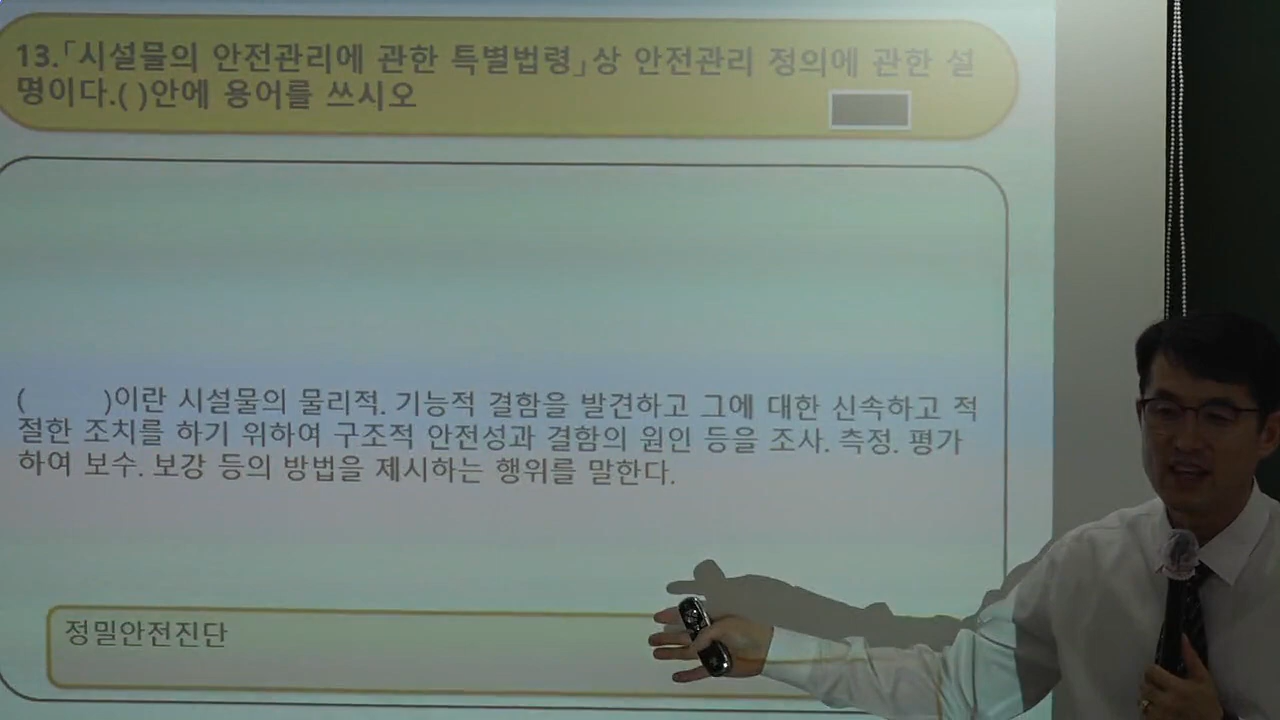 13.「시설물의 안전관리에 관한 특별법령」상 안전관리 정의에 관한 설
명이다.( )안에 용어를 쓰시오
( )이란 시설물의 물리적. 기능적 결함을 발견하고 그에 대한 신속하고 적
절한 조치를 하기 위하여 구조적 안전성과 결함의 원인 등을 조사. 측정. 평가
하여 보수. 보강 등의 방법을 제시하는 행위를 말한다.
정밀안전진단